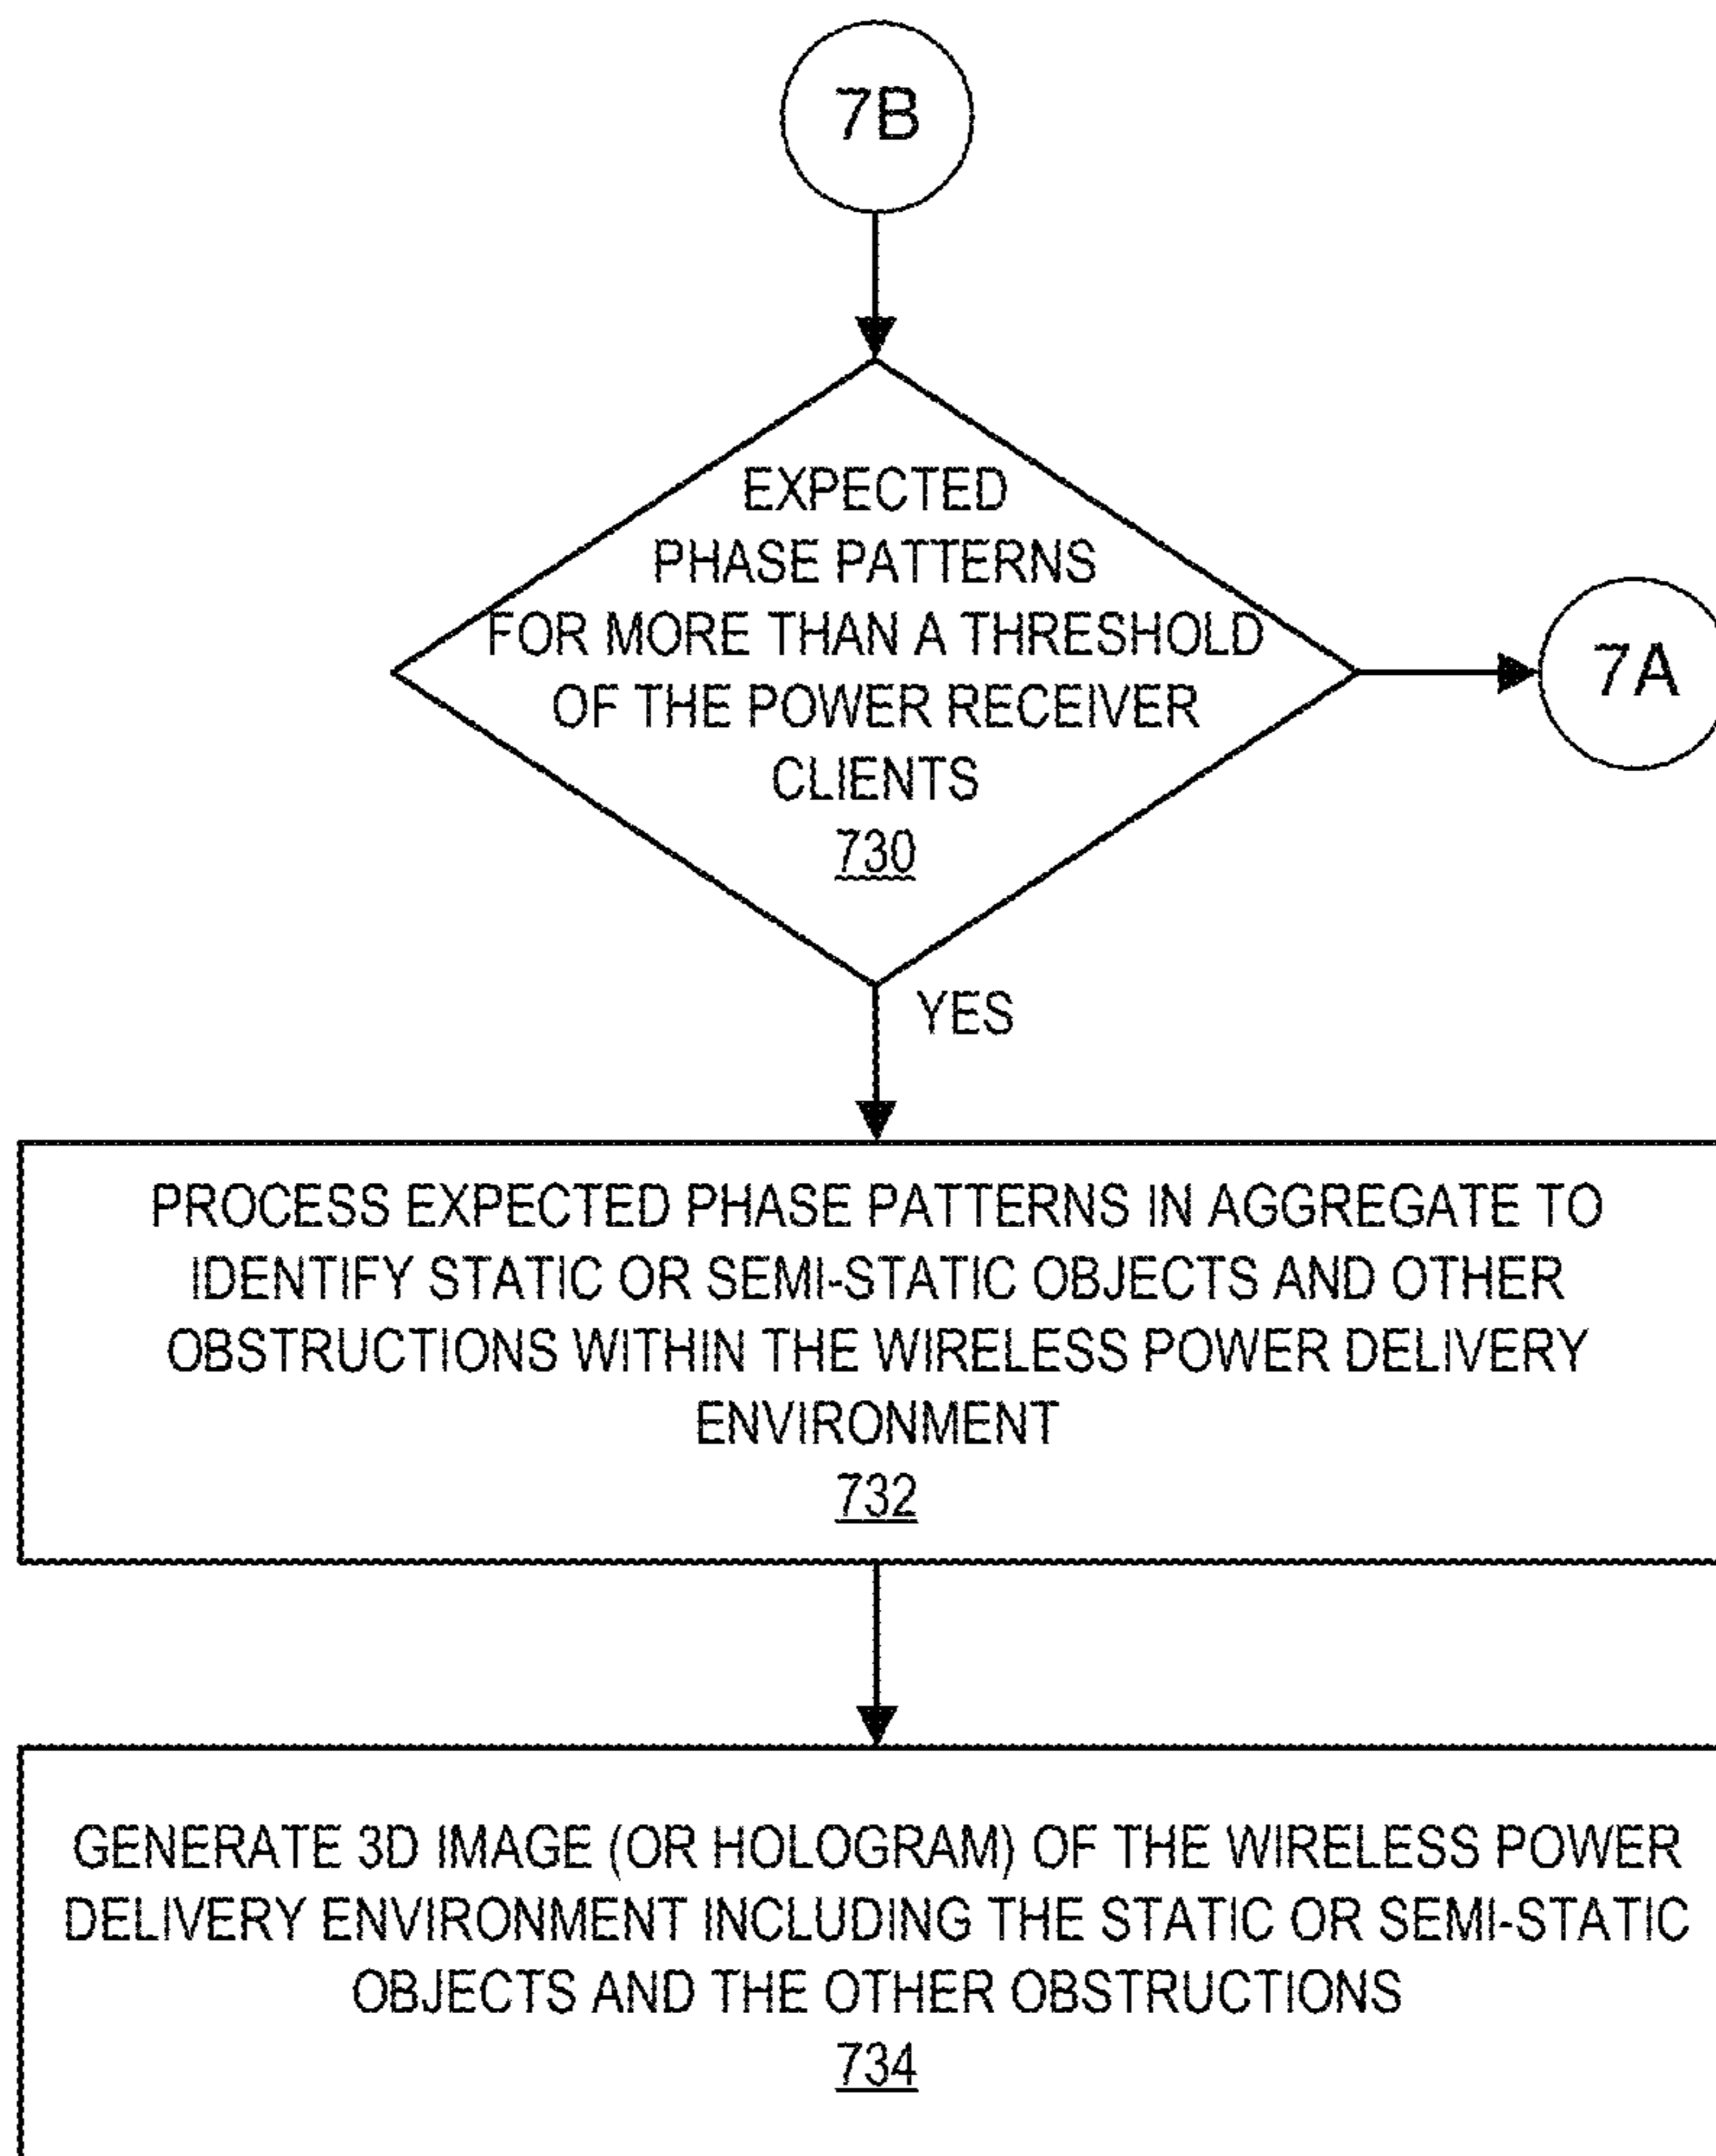 7B
EXPECTED
PHASE PATTERNS
FOR MORE THAN A THRESHOLD
OF THE POWER RECEIVER
CLIENTS
730
7A
YES
PROCESS EXPECTED PHASE PATTERNS IN AGGREGATE TO
IDENTIFY STATIC OR SEMI-STATIC OBJECTS AND OTHER
OBSTRUCTIONS WITHIN THE WIRELESS POWER DELIVERY
ENVIRONMENT
732
GENERATE 3D IMAGE (OR HOLOGRAM) OF THE WIRELESS POWER
DELIVERY ENVIRONMENT INCLUDING THE STATIC OR SEMI-STATIC
OBJECTS AND THE OTHER OBSTRUCTIONS
734